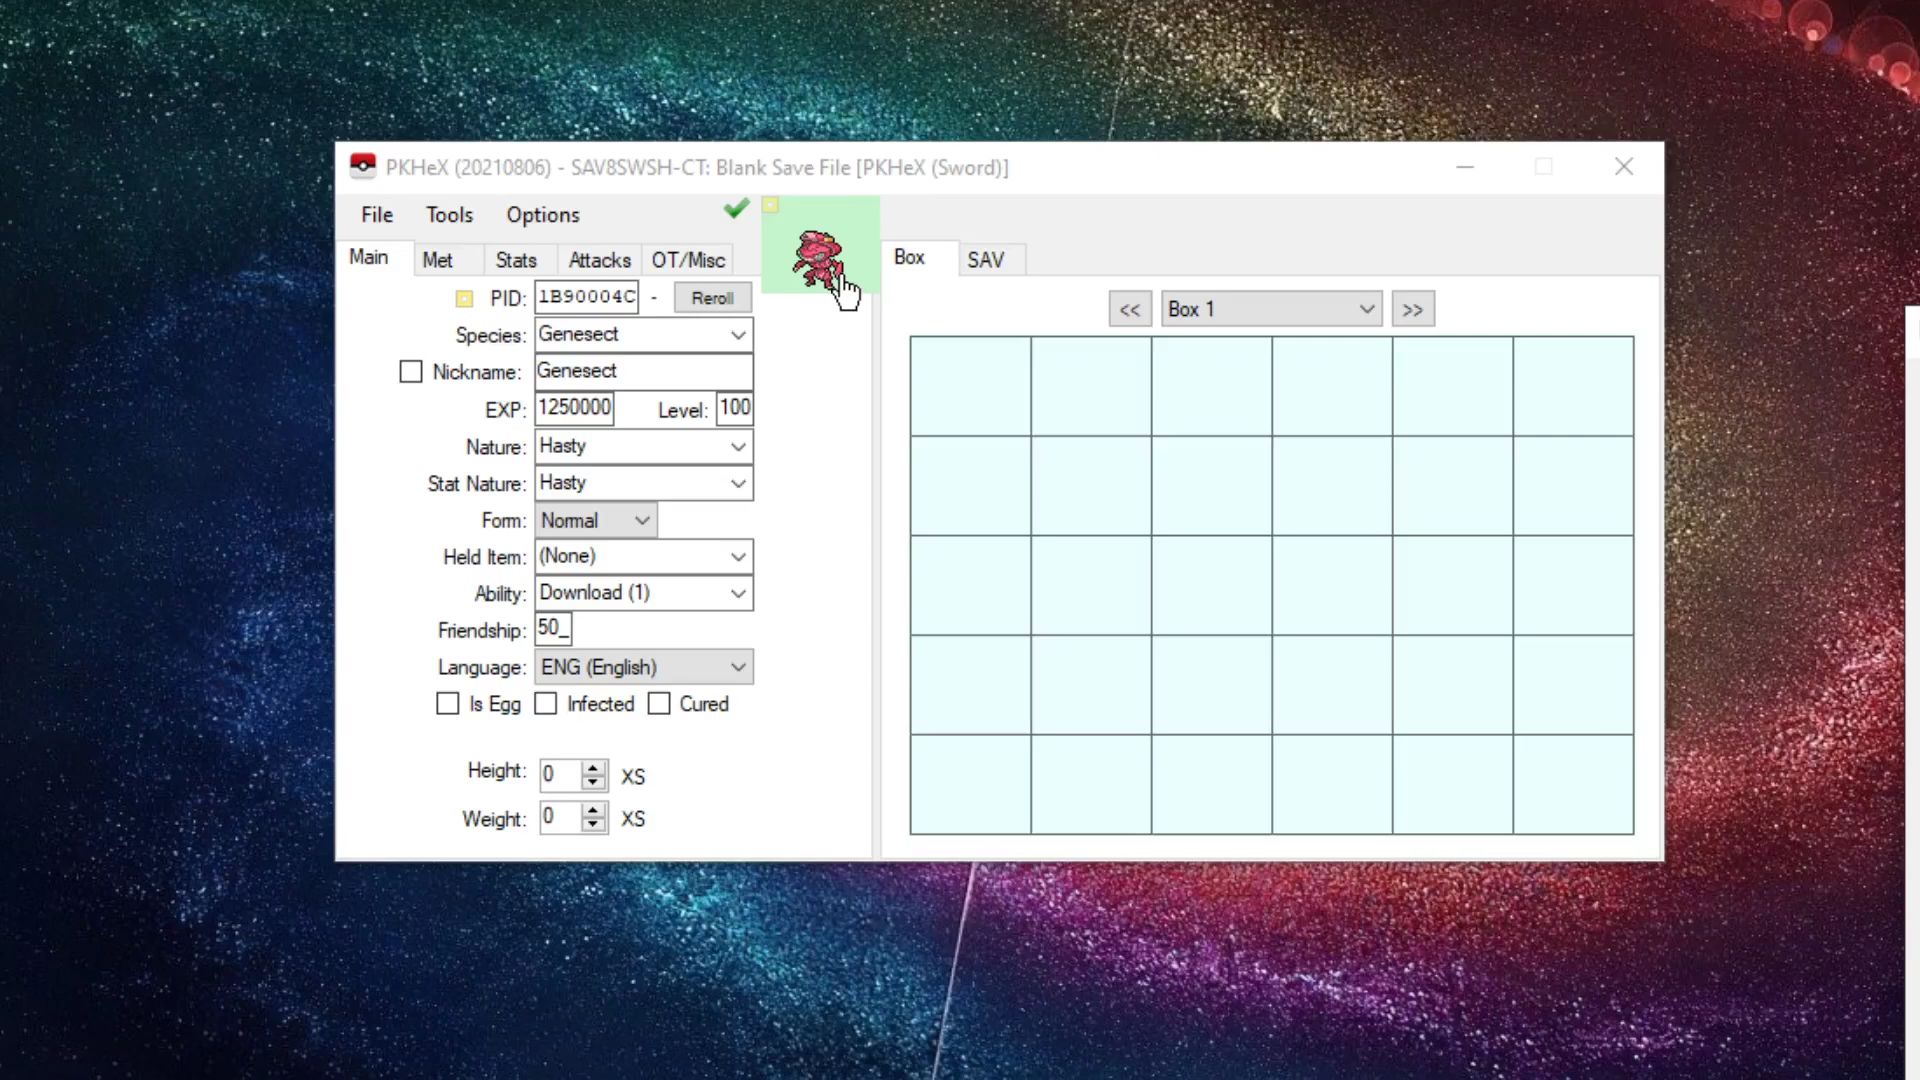 PKHeX (20210806) - SAV8SWSH-CT: Blank Save File [PKHeX (Sword)]
File Tools Options
Main Met Stats Attacks OT/Misc
Box SAV
PID: 1B90004C - Reroll
<< Box 1 >>
Species: Genesect
Nickname: Genesect
EXP: 1250000 Level: 100
Nature: Hasty
Stat Nature: Hasty
Form: Normal
Held Item: (None)
Ability: Download (1)
Friendship: 50_
Language: ENG (English)
Is Egg Infected Cured
Height: 0 XS
Weight: 0 XS